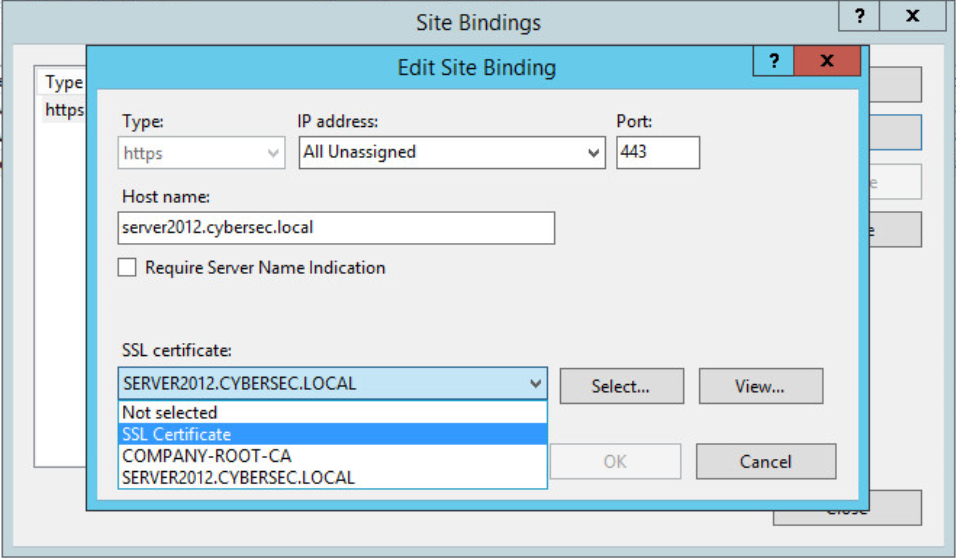 Site Bindings
? x
Edit Site Binding
? x
Type
https
Type:
IP address:
Port:
https
All Unassigned
443
Host name:
server2012.cybersec.local
Require Server Name Indication
SSL certificate:
SERVER2012.CYBERSEC.LOCAL
Select...
View...
Not selected
SSL Certificate
COMPANY-ROOT-CA
SERVER2012.CYBERSEC.LOCAL
OK
Cancel
Close